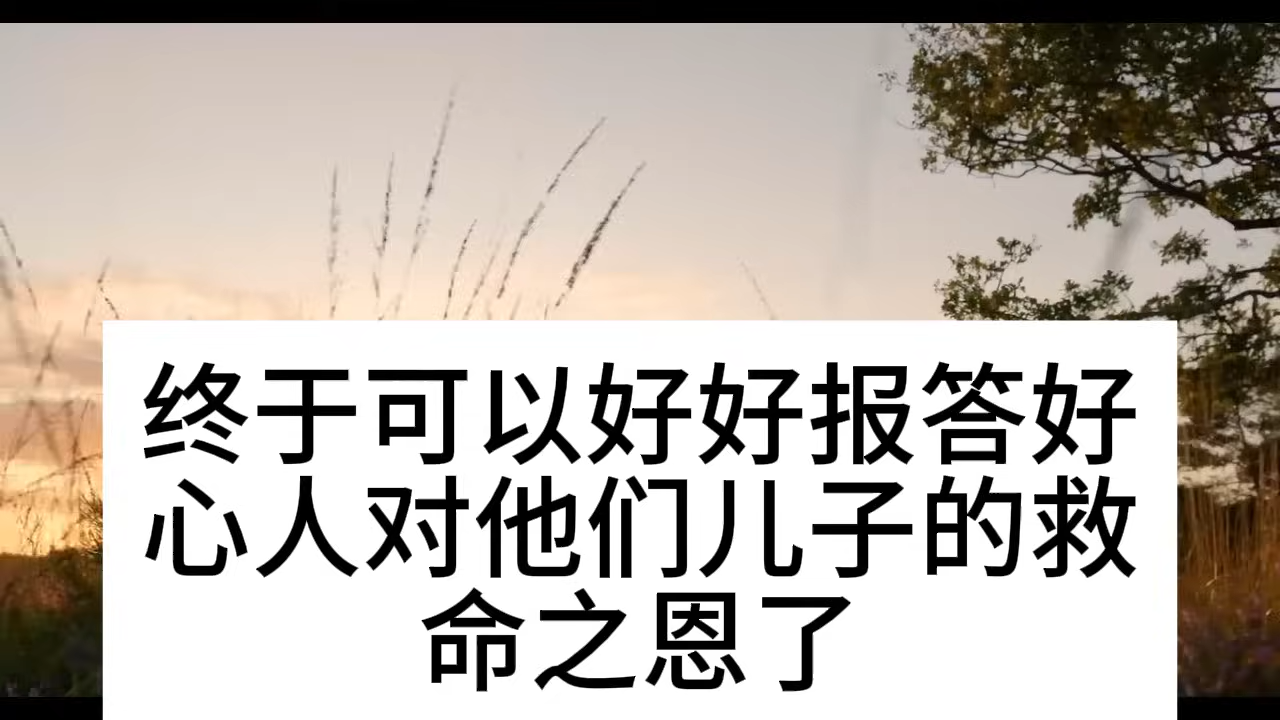 终于可以好好报答好
心人对他们儿子的救
命之恩了